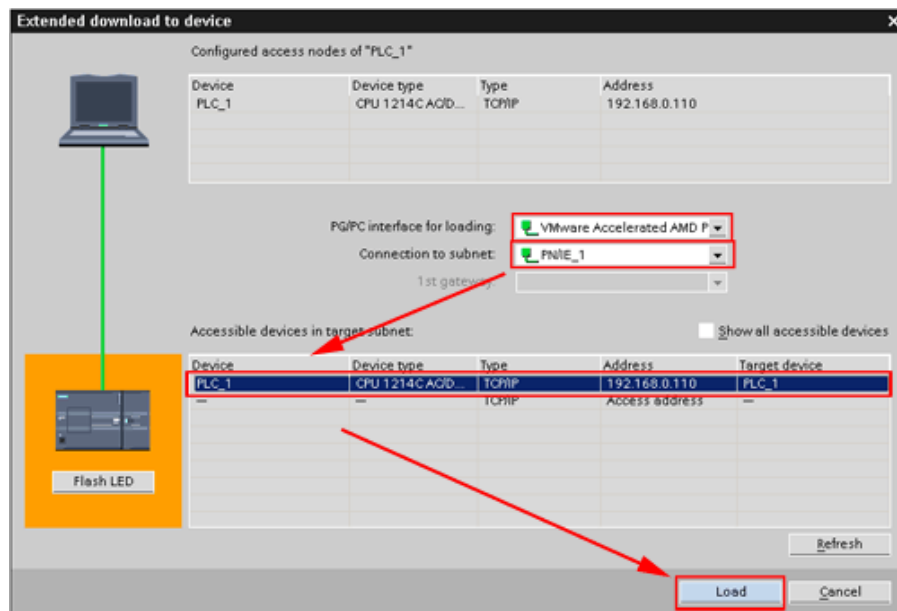 Extended download to device
Configured access nodes of "PLC_1"
Device Device type Type Address
PLC_1 CPU 1214C AC/D... TCP/IP 192.168.0.110
PG/PC interface for loading: VMware Accelerated AMD P
Connection to subnet: PN/IE_1
1st gateway:
Accessible devices in target subnet: Show all accessible devices
Device Device type Type Address Target device
PLC_1 CPU 1214C AC/D... TCP/IP 192.168.0.110 PLC_1
— — TCP/IP Access address —
Flash LED
Refresh
Load Cancel